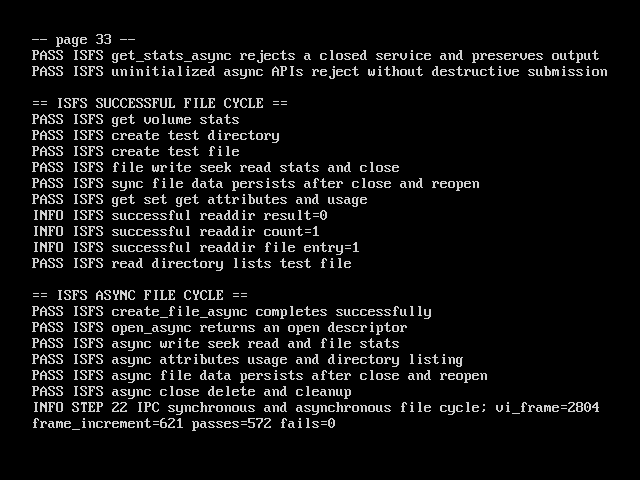 -- page 33 --
PASS ISFS get_stats_async rejects a closed service and preserves output
PASS ISFS uninitialized async APIs reject without destructive submission
== ISFS SUCCESSFUL FILE CYCLE ==
PASS ISFS get volume stats
PASS ISFS create test directory
PASS ISFS create test file
PASS ISFS file write seek read stats and close
PASS ISFS sync file data persists after close and reopen
PASS ISFS get set get attributes and usage
INFO ISFS successful readdir result=0
INFO ISFS successful readdir count=1
INFO ISFS successful readdir file entry=1
PASS ISFS read directory lists test file
== ISFS ASYNC FILE CYCLE ==
PASS ISFS create_file_async completes successfully
PASS ISFS open_async returns an open descriptor
PASS ISFS async write seek read and file stats
PASS ISFS async attributes usage and directory listing
PASS ISFS async file data persists after close and reopen
PASS ISFS async close delete and cleanup
INFO STEP 22 IPC synchronous and asynchronous file cycle; vi_frame=2804
frame_increment=621 passes=572 fails=0